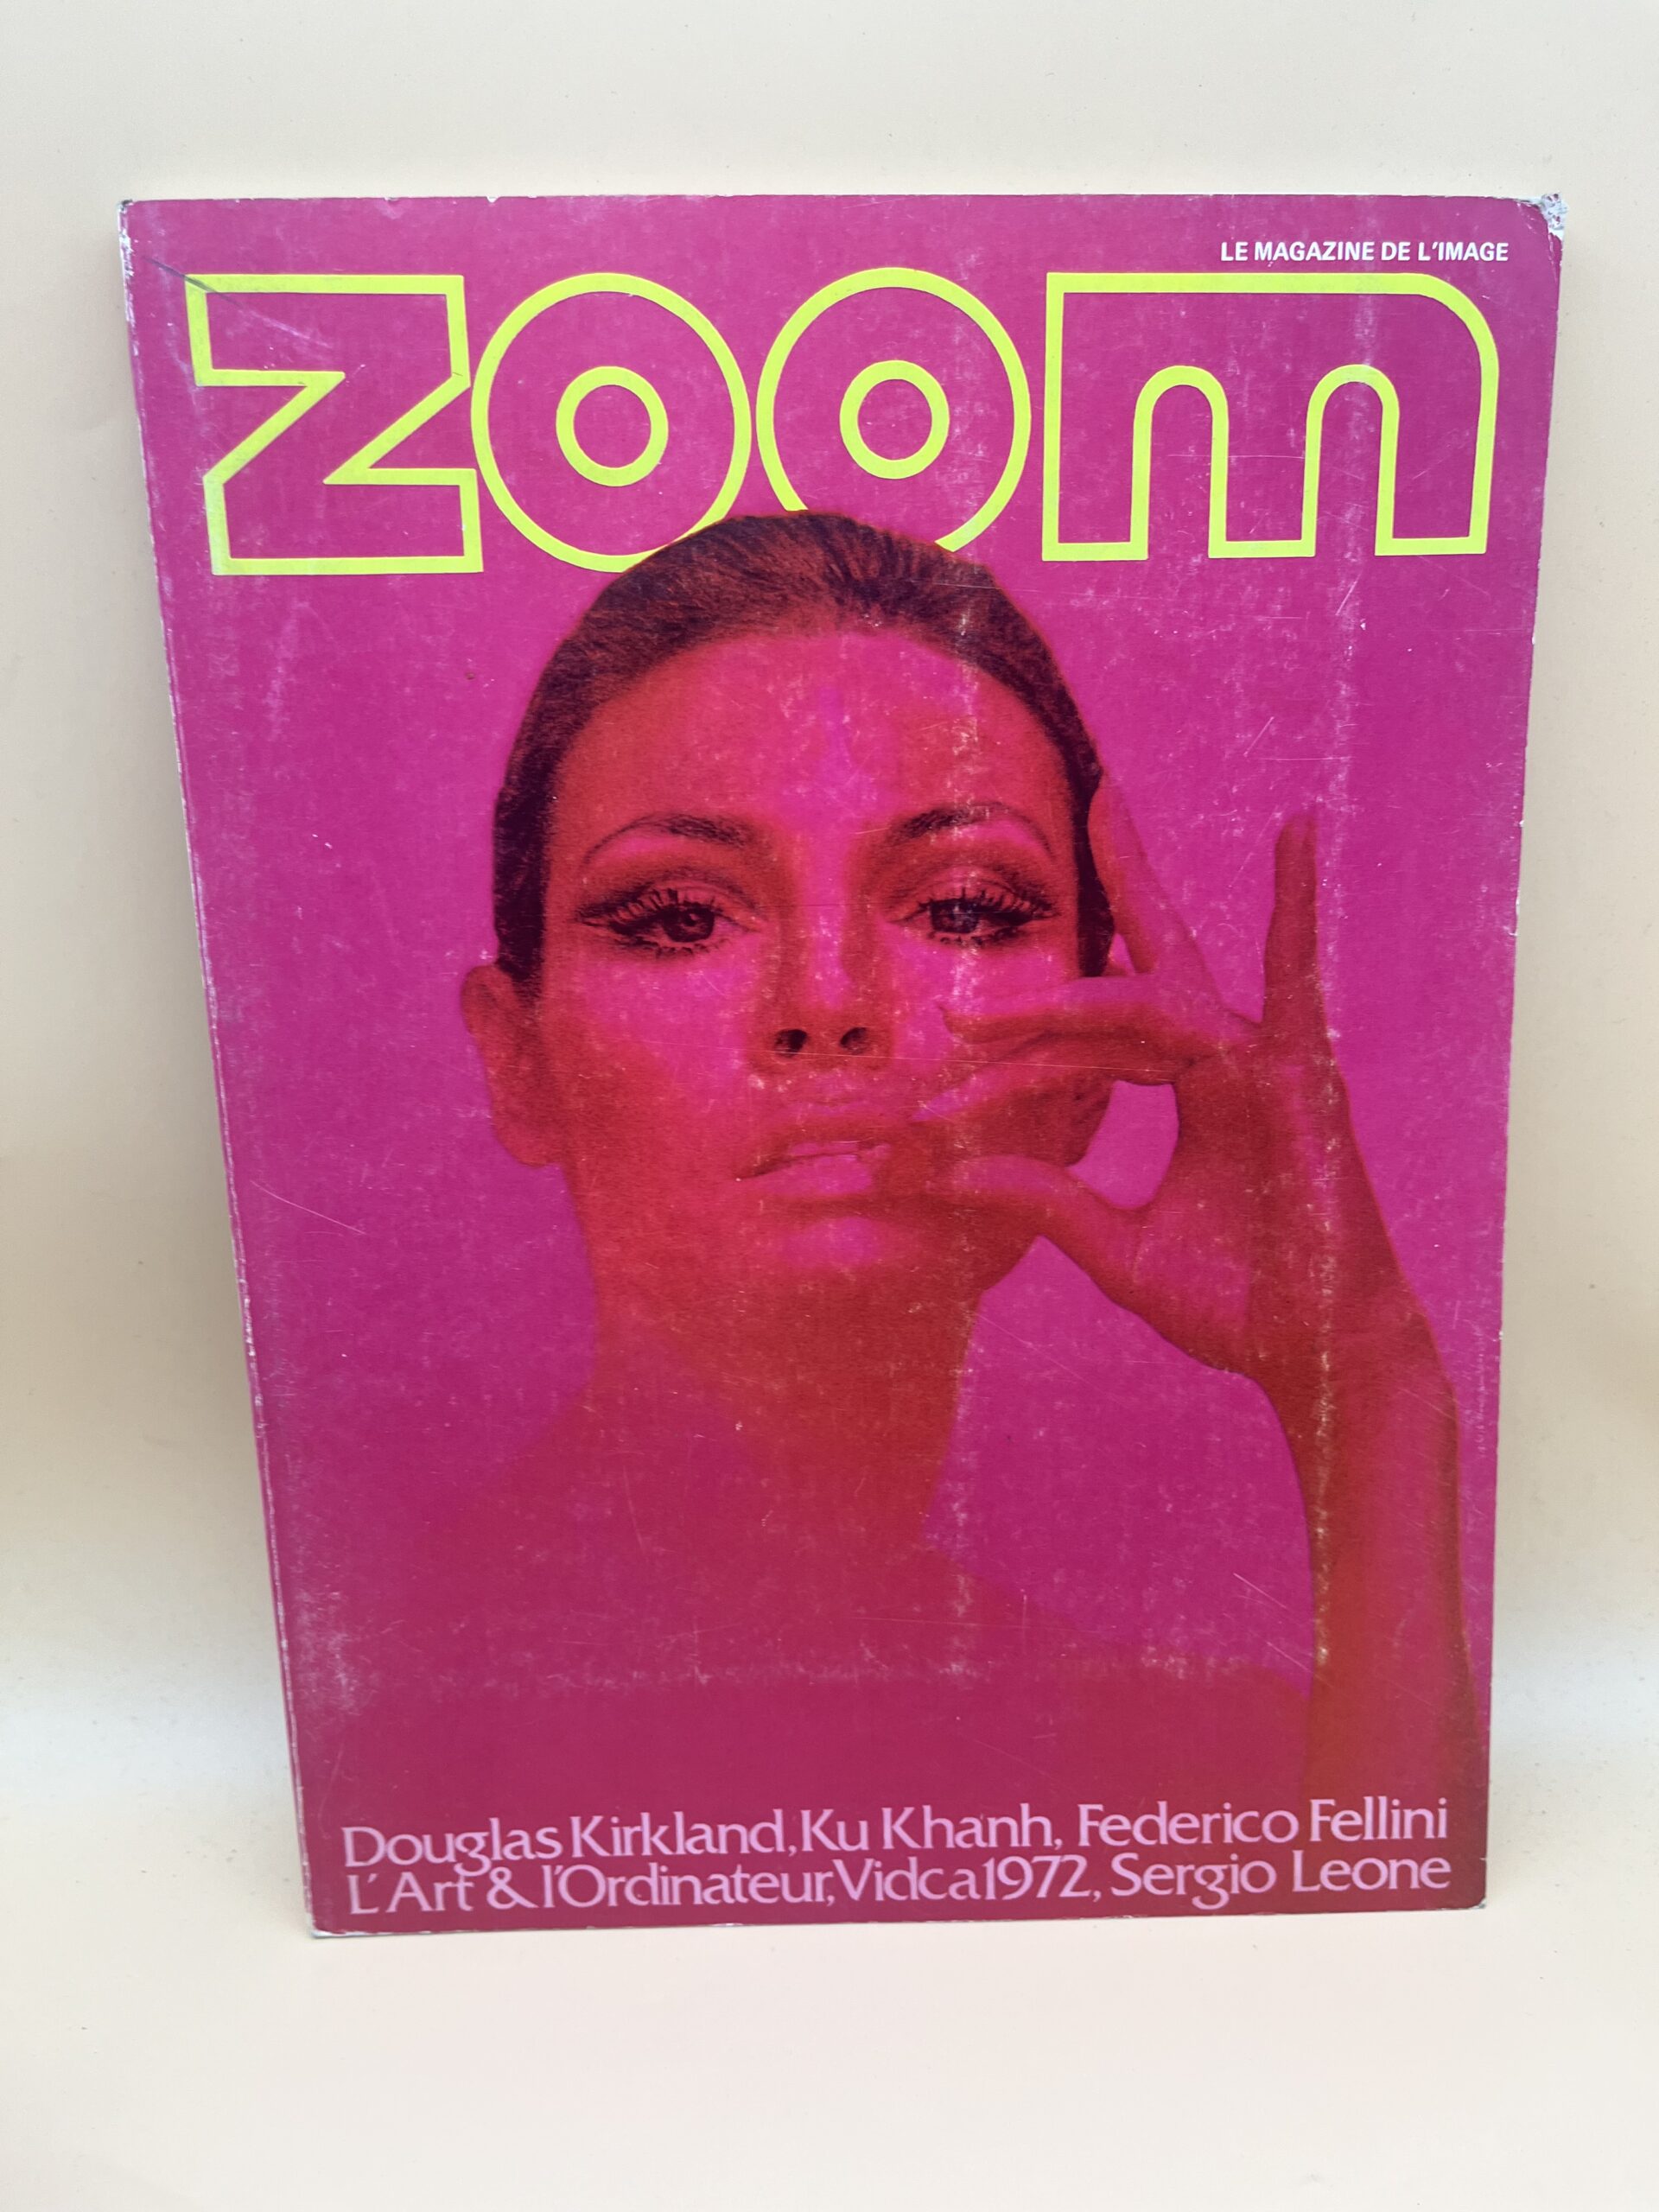 LE MAGAZINE DE L'IMAGE
zoom
Douglas Kirkland, Ku Khanh, Federico Fellini
L'Art & l'Ordinateur, Vidca 1972, Sergio Leone